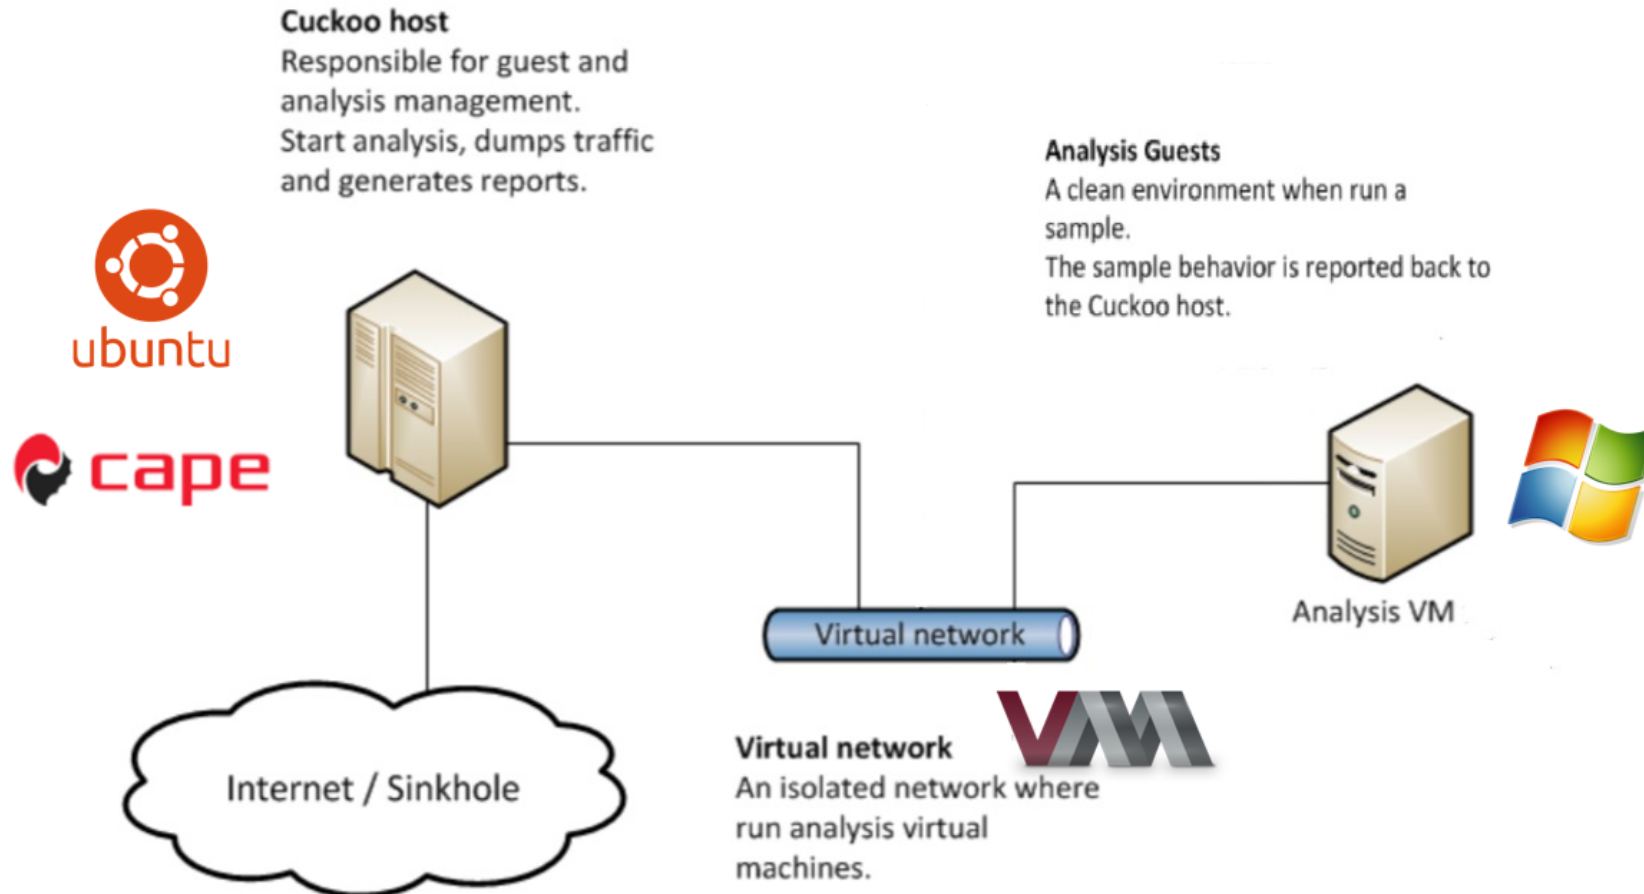 Cuckoo host
Responsible for guest and
analysis management.
Start analysis, dumps traffic
and generates reports.
Analysis Guests
A clean environment when run a
sample.
The sample behavior is reported back to
the Cuckoo host.
ubuntu
cape
Analysis VM
Virtual network
Internet / Sinkhole
VM
Virtual network
An isolated network where
run analysis virtual
machines.